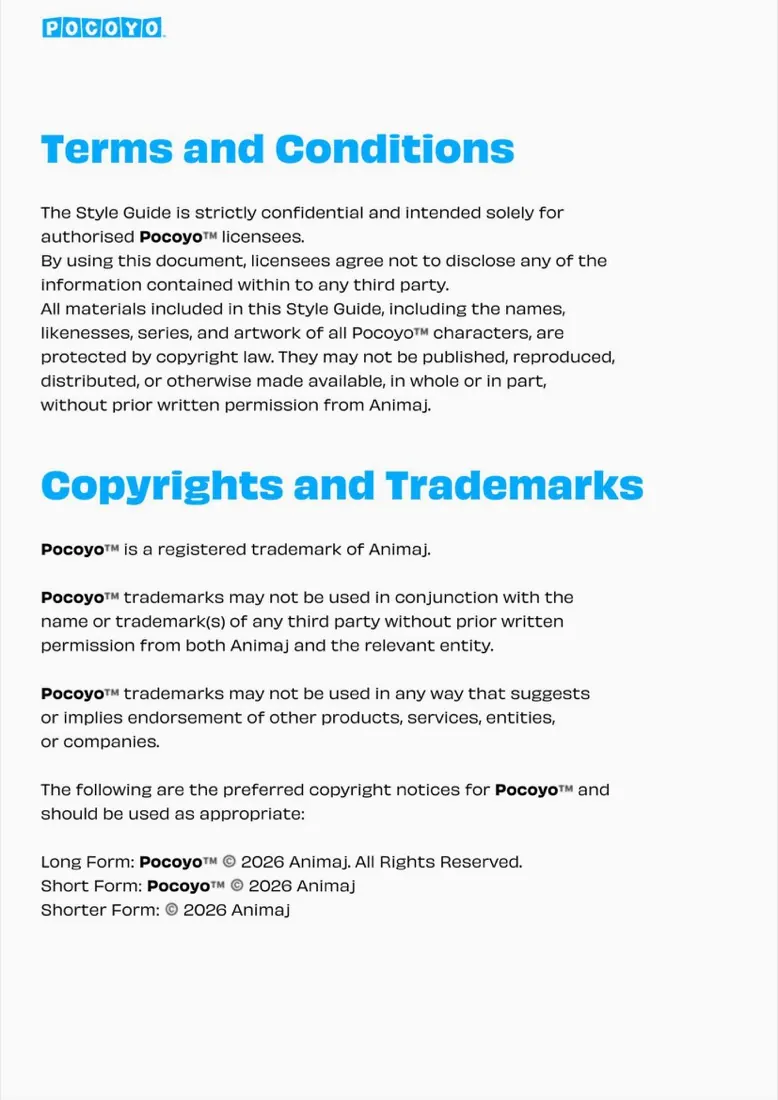 POCOYO
Terms and Conditions
The Style Guide is strictly confidential and intended solely for
authorised Pocoyo™ licensees.
By using this document, licensees agree not to disclose any of the
information contained within to any third party.
All materials included in this Style Guide, including the names,
likenesses, series, and artwork of all Pocoyo™ characters, are
protected by copyright law. They may not be published, reproduced,
distributed, or otherwise made available, in whole or in part,
without prior written permission from Animaj.
Copyrights and Trademarks
Pocoyo™ is a registered trademark of Animaj.
Pocoyo™ trademarks may not be used in conjunction with the
name or trademark(s) of any third party without prior written
permission from both Animaj and the relevant entity.
Pocoyo™ trademarks may not be used in any way that suggests
or implies endorsement of other products, services, entities,
or companies.
The following are the preferred copyright notices for Pocoyo™ and
should be used as appropriate:
Long Form: Pocoyo™ © 2026 Animaj. All Rights Reserved.
Short Form: Pocoyo™ © 2026 Animaj
Shorter Form: © 2026 Animaj